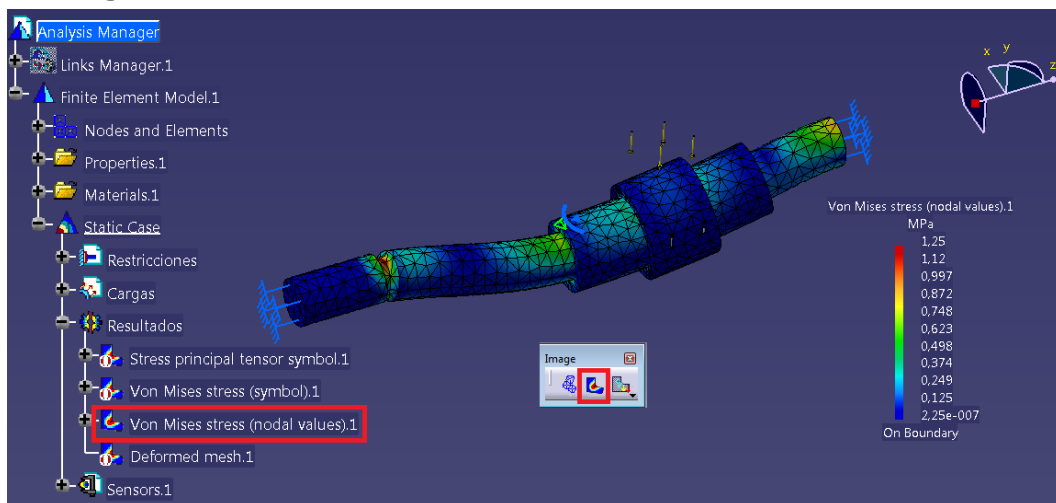 Analysis Manager
Links Manager.1
Finite Element Model.1
Nodes and Elements
Properties.1
Materials.1
Static Case
Restricciones
Cargas
Resultados
Stress principal tensor symbol.1
Von Mises stress (symbol).1
Von Mises stress (nodal values).1
Deformed mesh.1
Sensors.1
Image
x y z
Von Mises stress (nodal values).1
MPa
1,25
1,12
0,997
0,872
0,748
0,623
0,498
0,374
0,249
0,125
2,25e-007
On Boundary